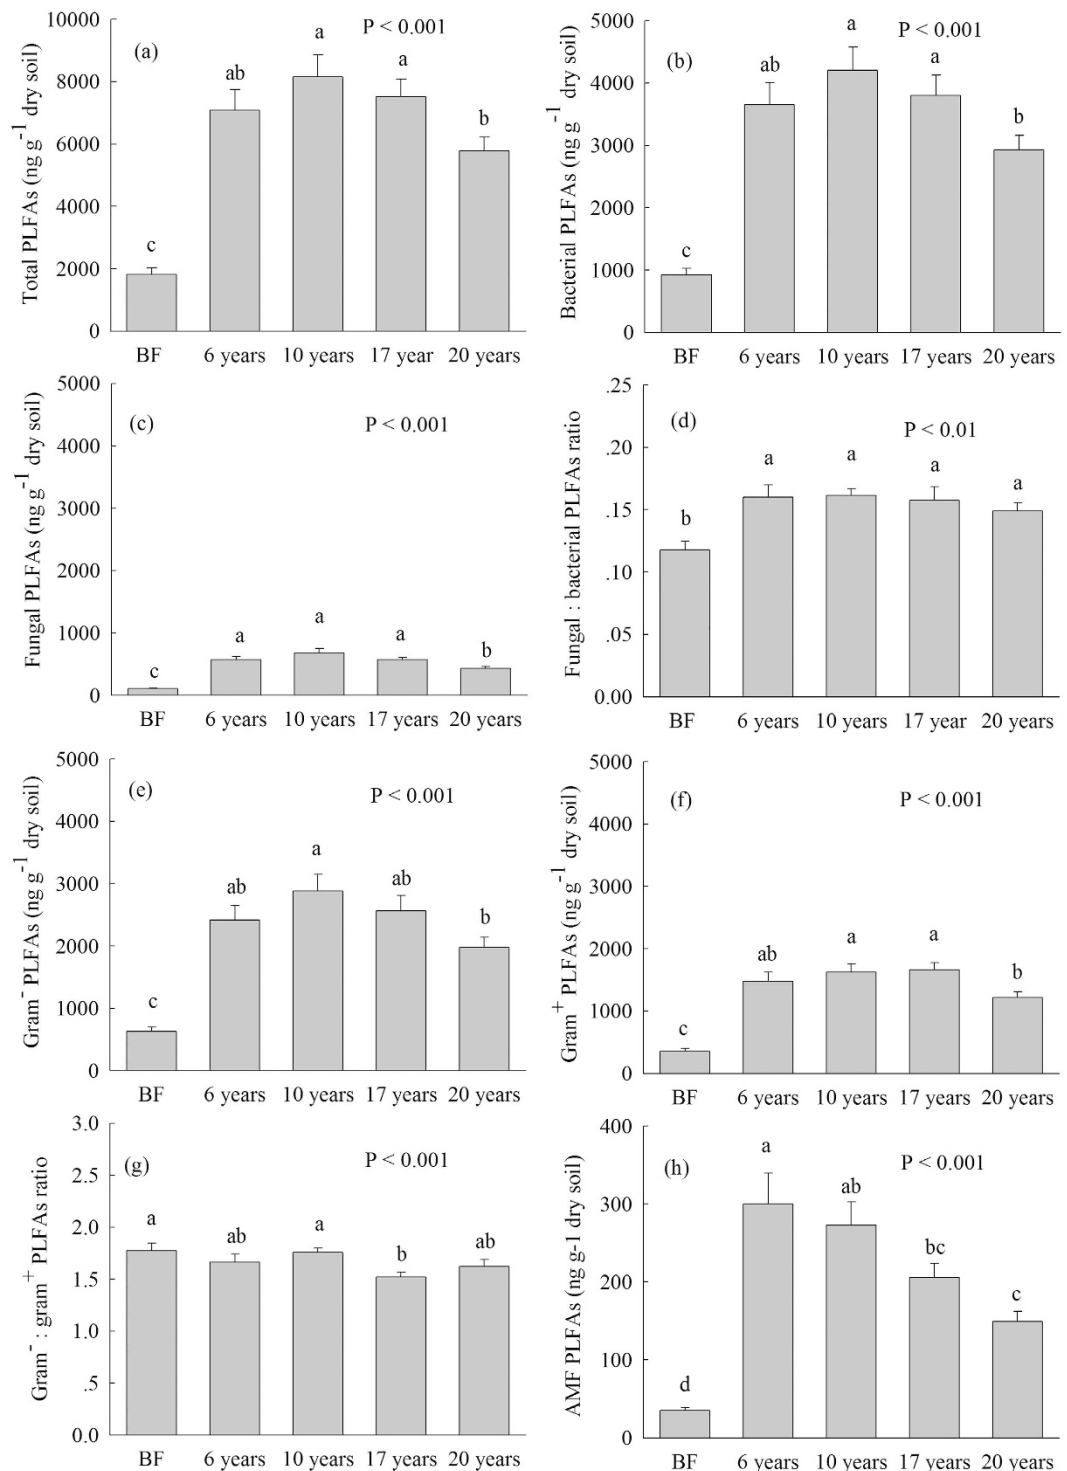 Total PLFAs (ng g⁻¹ dry soil)
(a)
P < 0.001
10000
8000
6000
4000
2000
0
c
ab
a
a
b
BF 6 years 10 years 17 year 20 years
Bacterial PLFAs (ng g⁻¹ dry soil)
(b)
P < 0.001
5000
4000
3000
2000
1000
0
c
ab
a
a
b
BF 6 years 10 years 17 years 20 years
Fungal PLFAs (ng g⁻¹ dry soil)
(c)
P < 0.001
5000
4000
3000
2000
1000
0
c
a
a
a
b
BF 6 years 10 years 17 years 20 years
Fungal : bacterial PLFAs ratio
(d)
P < 0.01
.25
.20
.15
.10
.05
0.00
b
a
a
a
a
BF 6 years 10 years 17 year 20 years
Gram⁻ PLFAs (ng g⁻¹ dry soil)
(e)
P < 0.001
5000
4000
3000
2000
1000
0
c
ab
a
ab
b
BF 6 years 10 years 17 years 20 years
Gram⁺ PLFAs (ng g⁻¹ dry soil)
(f)
P < 0.001
5000
4000
3000
2000
1000
0
c
ab
a
a
b
BF 6 years 10 years 17 years 20 years
Gram⁻ : gram⁺ PLFAs ratio
(g)
P < 0.001
3.0
2.5
2.0
1.5
1.0
.5
0.0
a
ab
a
b
ab
BF 6 years 10 years 17 years 20 years
AMF PLFAs (ng g-1 dry soil)
(h)
P < 0.001
400
300
200
100
0
d
a
ab
bc
c
BF 6 years 10 years 17 years 20 years